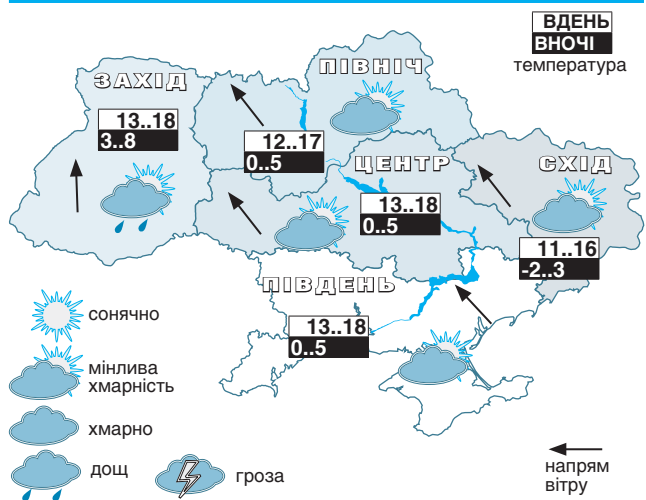 ВДЕНЬ
ВНОЧІ
температура
ЗАХІД
13..18
3..8
ПІВНІЧ
12..17
0..5
ЦЕНТР
13..18
0..5
СХІД
11..16
-2..3
ПІВДЕНЬ
13..18
0..5
сонячно
мінлива
хмарність
хмарно
дощ
гроза
напрям
вітру